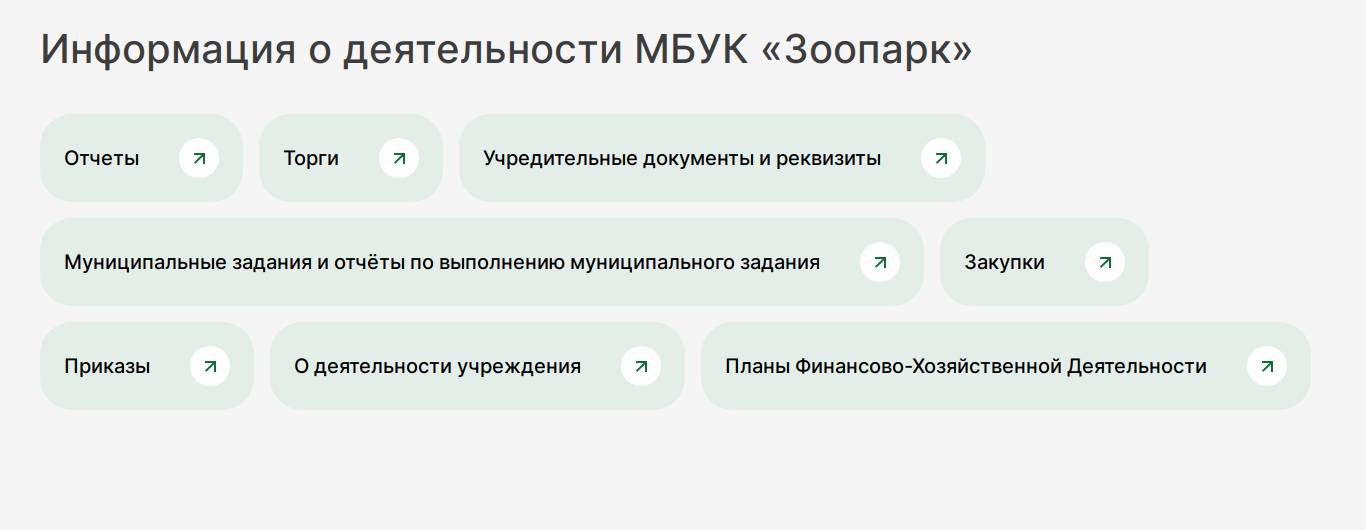 Информация о деятельности МБУК «Зоопарк»
Отчеты Торги Учредительные документы и реквизиты
Муниципальные задания и отчёты по выполнению муниципального задания Закупки
Приказы О деятельности учреждения Планы Финансово-Хозяйственной Деятельности